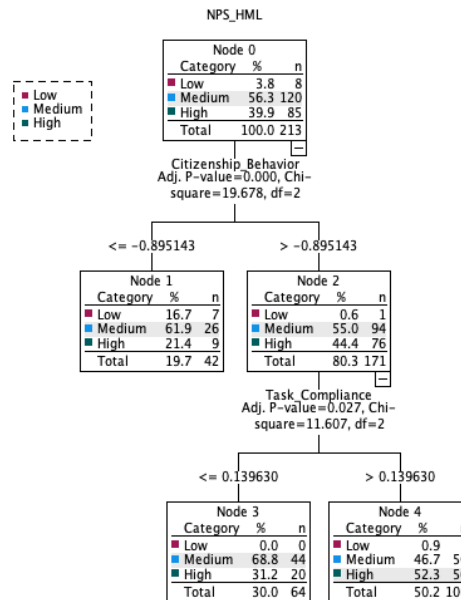 NPS_HML
Low
Medium
High
Node 0
Category % n
Low 3.8 8
Medium 56.3 120
High 39.9 85
Total 100.0 213
Citizenship_Behavior
Adj. P-value=0.000, Chi-
square=19.678, df=2
<= -0.895143
> -0.895143
Node 1
Category % n
Low 16.7 7
Medium 61.9 26
High 21.4 9
Total 19.7 42
Node 2
Category % n
Low 0.6 1
Medium 55.0 94
High 44.4 76
Total 80.3 171
Task_Compliance
Adj. P-value=0.027, Chi-
square=11.607, df=2
<= 0.139630
> 0.139630
Node 3
Category % n
Low 0.0 0
Medium 68.8 44
High 31.2 20
Total 30.0 64
Node 4
Category %
Low 0.9
Medium 46.7
High 52.3
Total 50.2